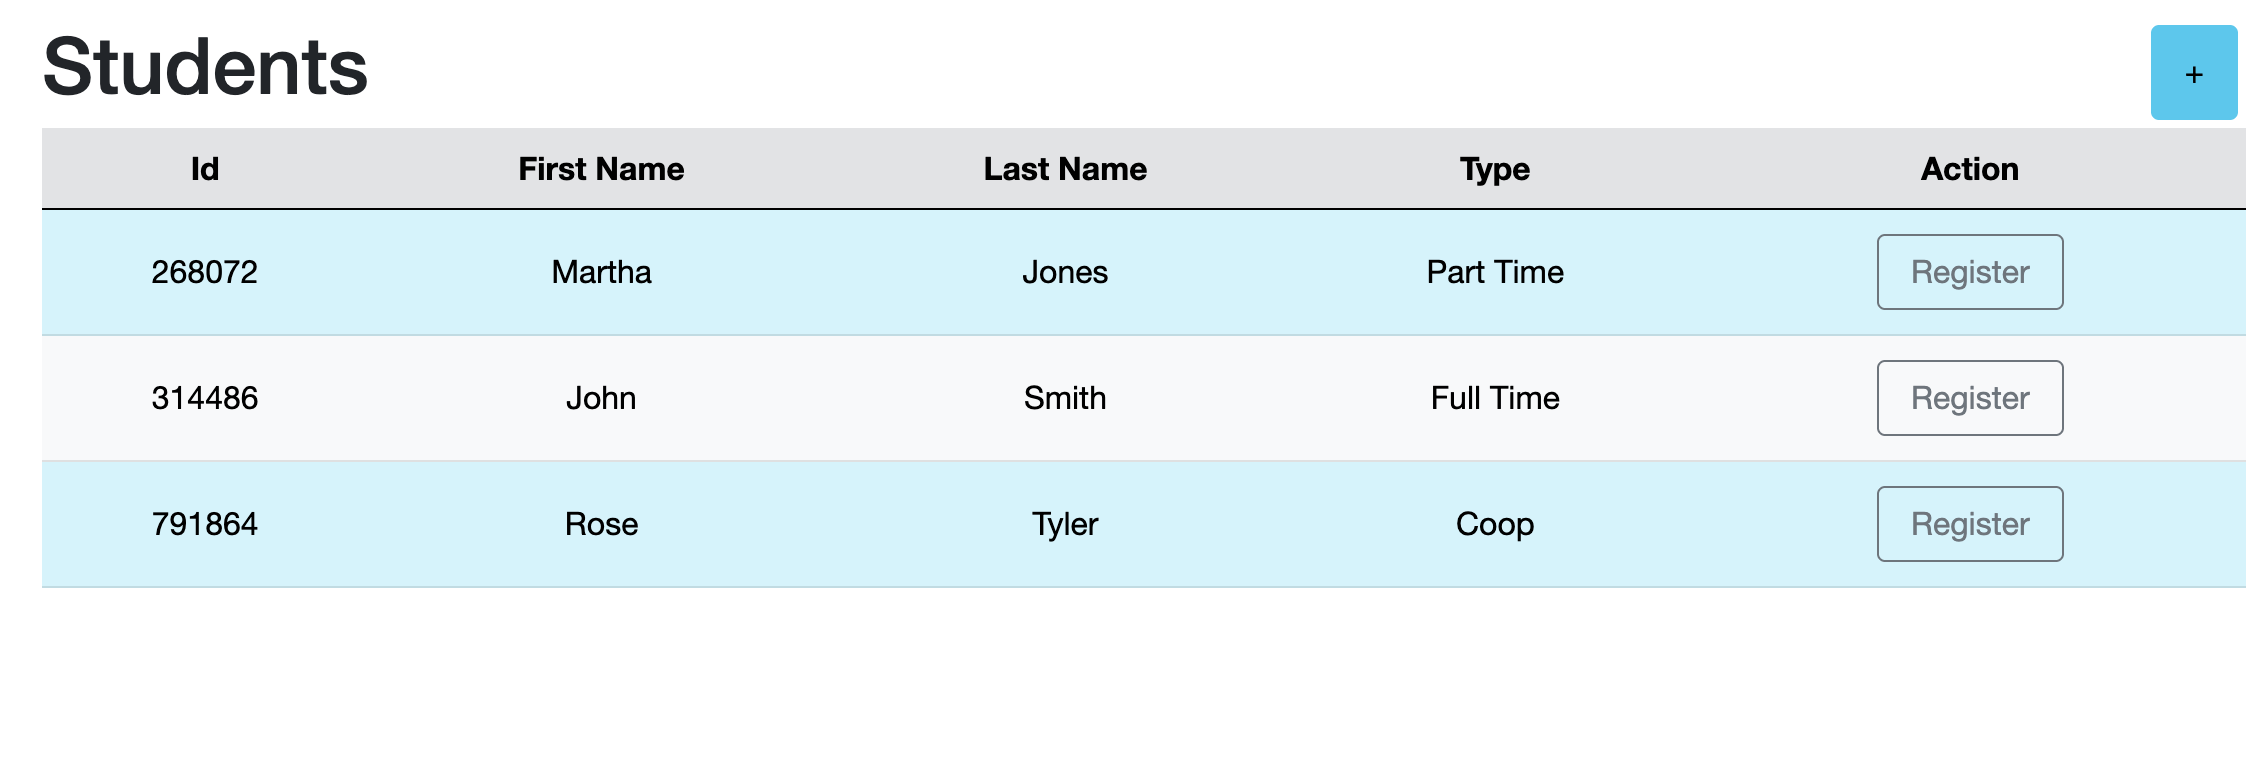 Students +
Id First Name Last Name Type Action
268072 Martha Jones Part Time Register
314486 John Smith Full Time Register
791864 Rose Tyler Coop Register